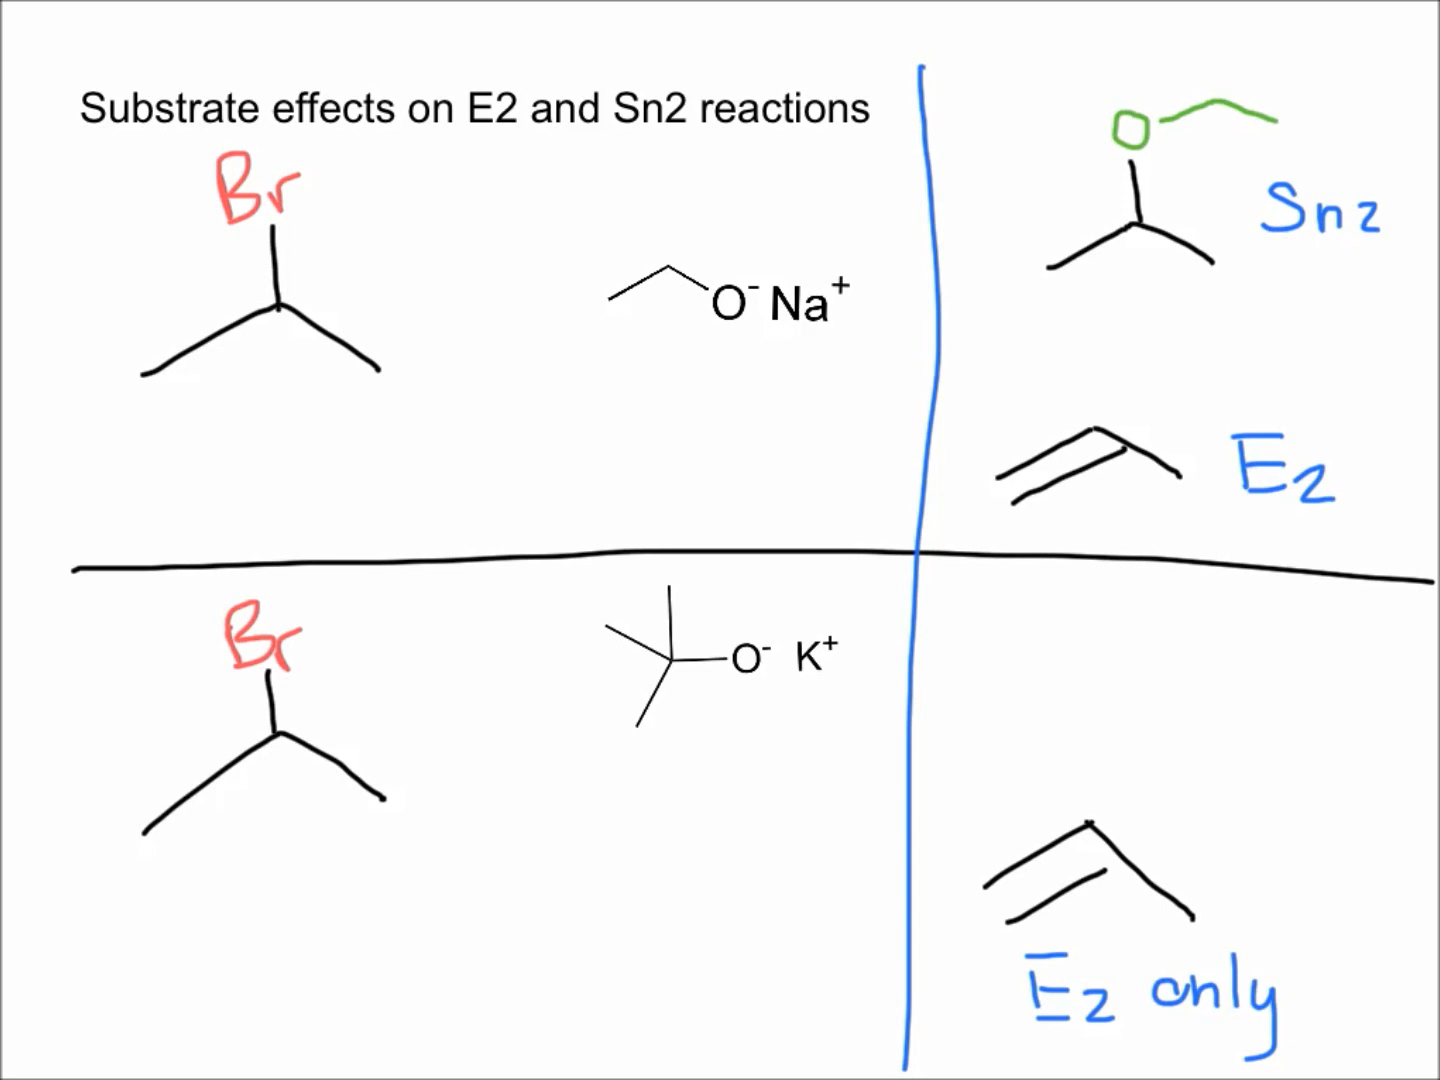 Substrate effects on E2 and Sn2 reactions
Br
O⁻ Na⁺
O
Sn2
E2
Br
O⁻ K⁺
E2 only